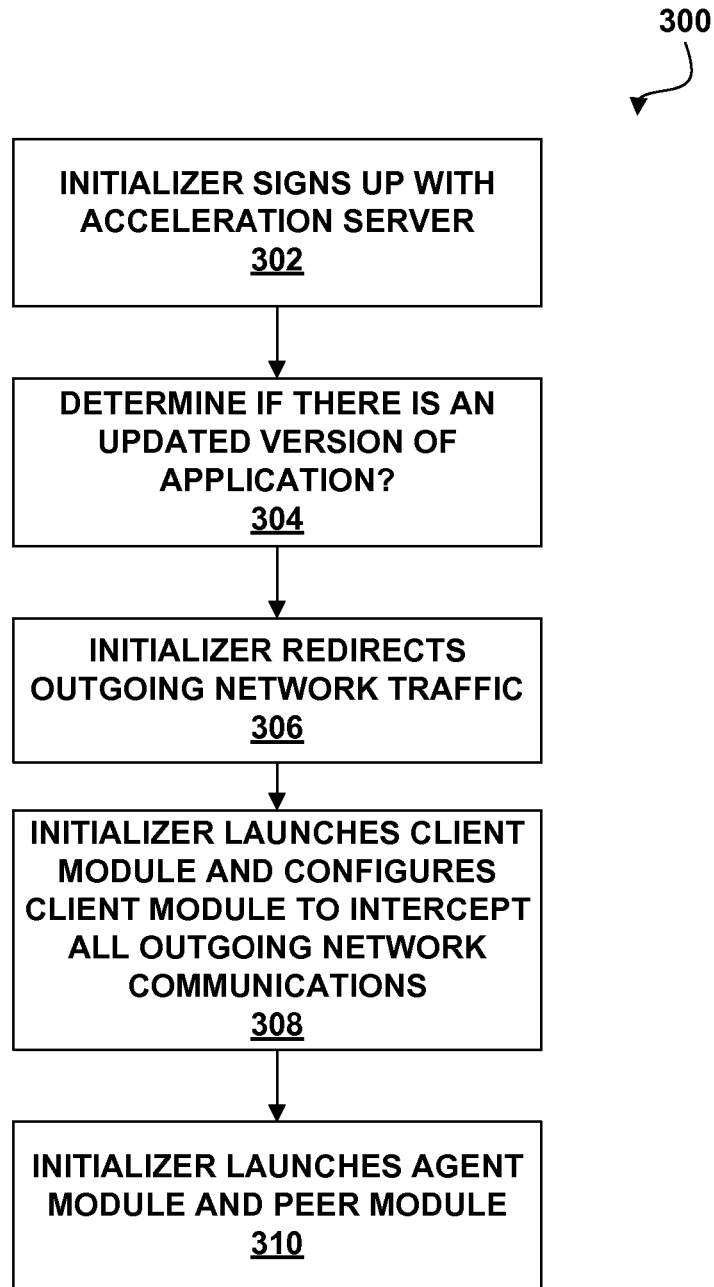 300
INITIALIZER SIGNS UP WITH
ACCELERATION SERVER
302
DETERMINE IF THERE IS AN
UPDATED VERSION OF
APPLICATION?
304
INITIALIZER REDIRECTS
OUTGOING NETWORK TRAFFIC
306
INITIALIZER LAUNCHES CLIENT
MODULE AND CONFIGURES
CLIENT MODULE TO INTERCEPT
ALL OUTGOING NETWORK
COMMUNICATIONS
308
INITIALIZER LAUNCHES AGENT
MODULE AND PEER MODULE
310